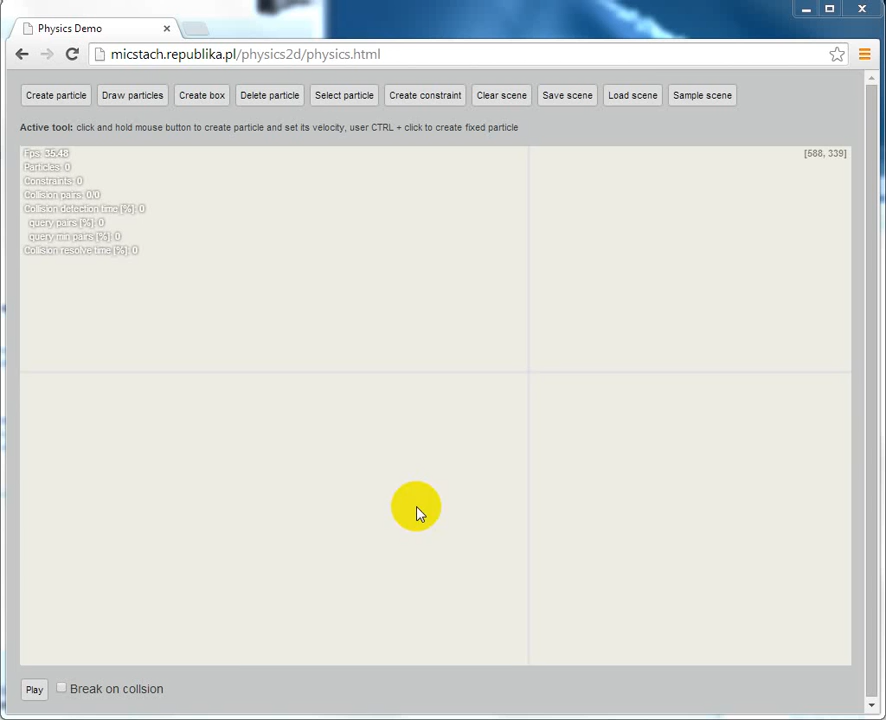 Physics Demo
micstach.republika.pl/physics2d/physics.html
Create particle Draw particles Create box Delete particle Select particle Create constraint Clear scene Save scene Load scene Sample scene
Active tool: click and hold mouse button to create particle and set its velocity, user CTRL + click to create fixed particle
Fps: 35.48 [588, 339]
Particles: 0
Constraints: 0
Collision pairs: 0/0
Collision detection time [%]: 0
query pairs [%]: 0
query min pairs [%]: 0
Collision resolve time [%]: 0
Play Break on collsion